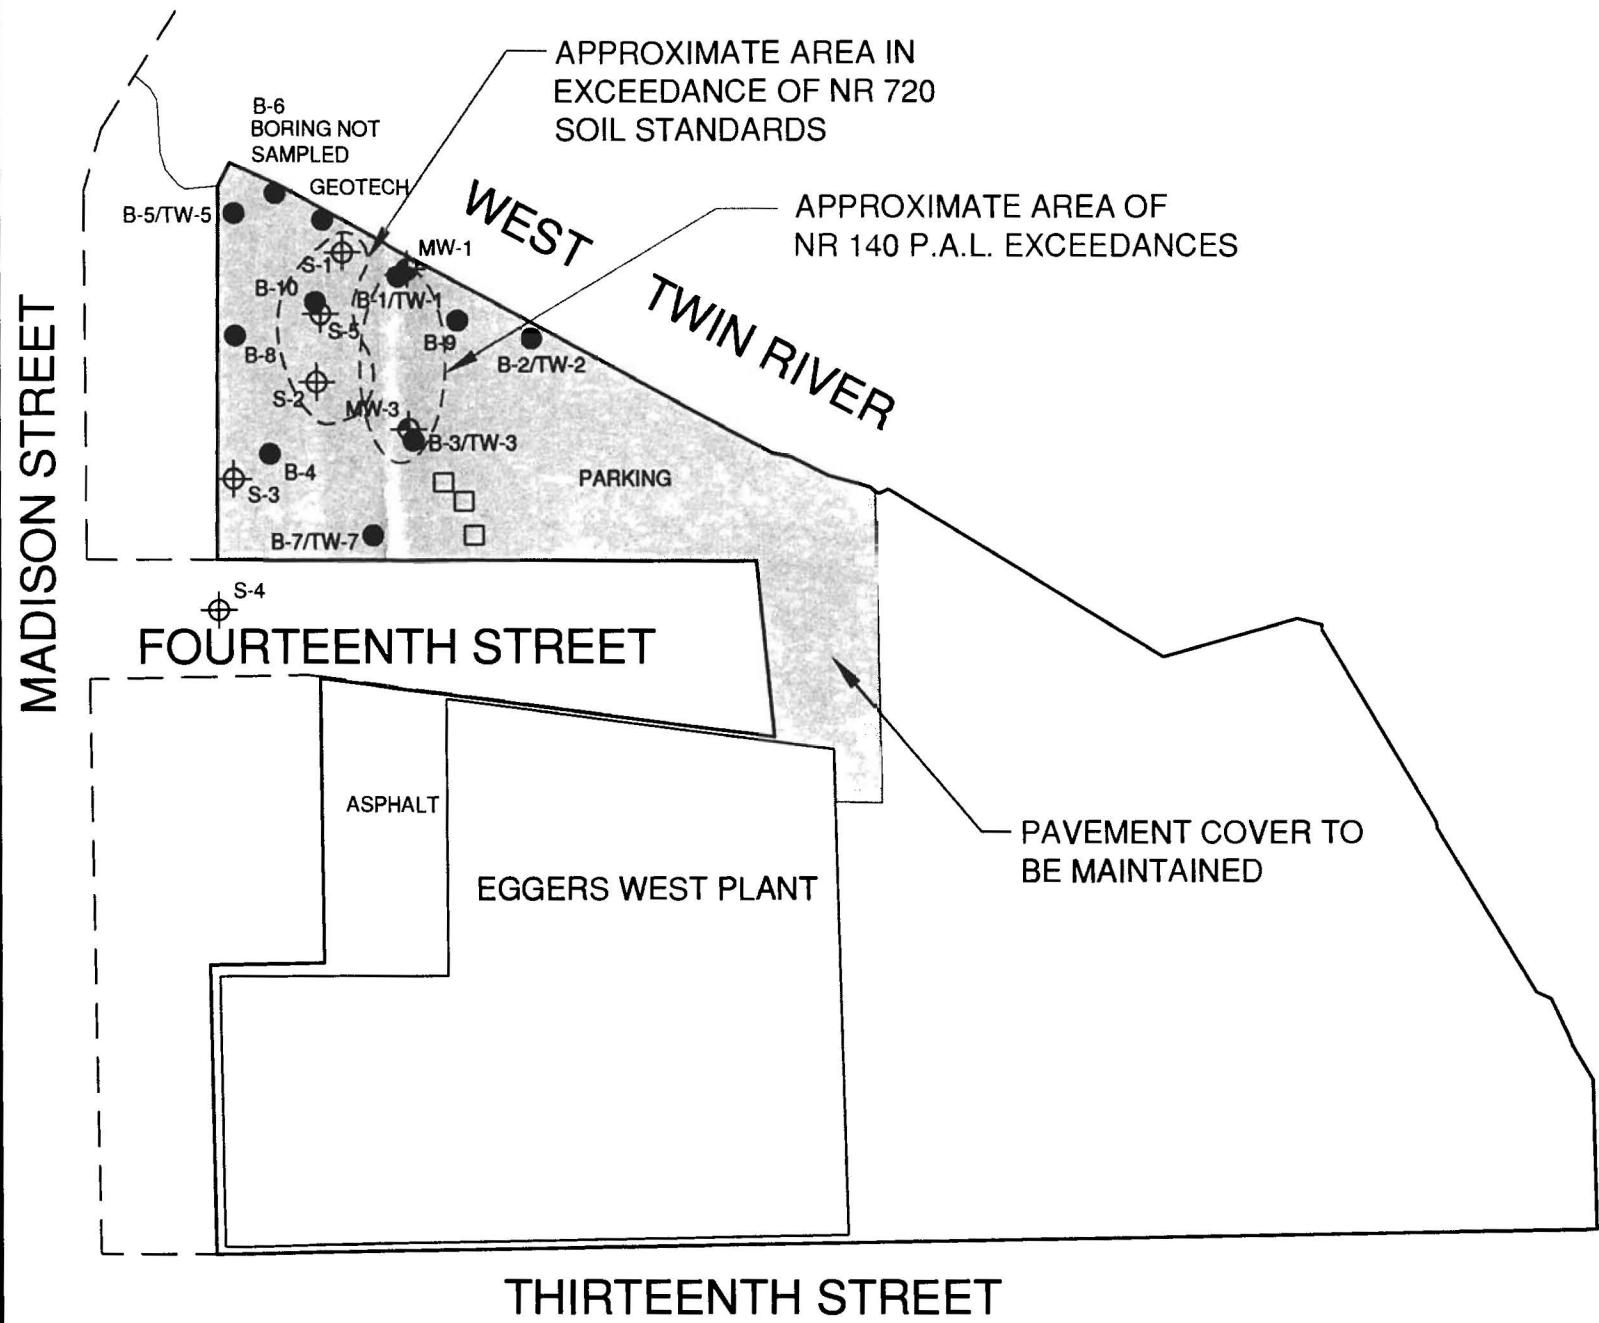 APPROXIMATE AREA IN
EXCEEDANCE OF NR 720
SOIL STANDARDS
B-6
BORING NOT
SAMPLED
GEOTECH
B-5/TW-5
WEST
TWIN RIVER
APPROXIMATE AREA OF
NR 140 P.A.L. EXCEEDANCES
MW-1
S-1
B-10
B-1/TW-1
S-5
B-9
B-8
B-2/TW-2
S-2
MW-3
B-3/TW-3
B-4
S-3
PARKING
B-7/TW-7
MADISON STREET
S-4
FOURTEENTH STREET
ASPHALT
PAVEMENT COVER TO
BE MAINTAINED
EGGERS WEST PLANT
THIRTEENTH STREET